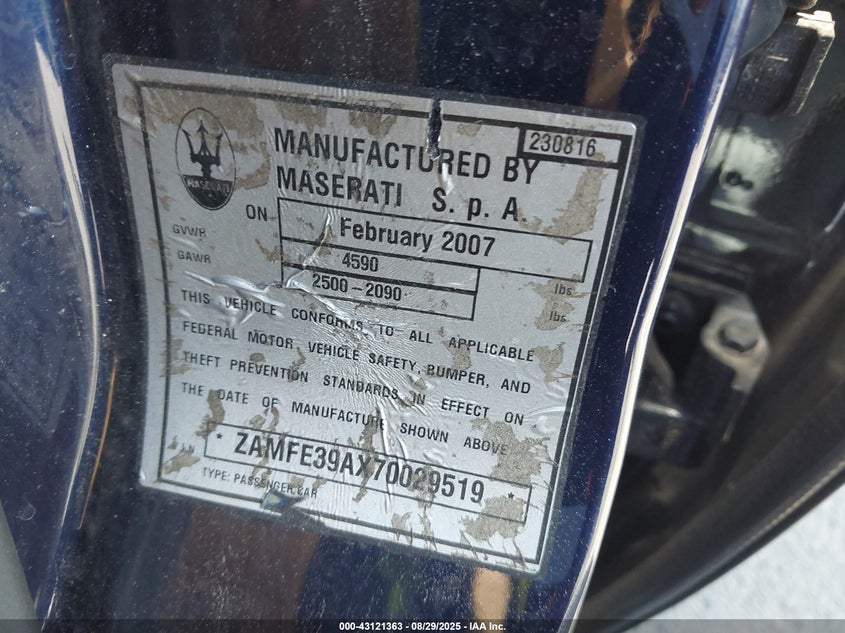 230816
MASERATI
MANUFACTURED BY
MASERATI S. p. A.
ON February 2007
GVWR 4590 lbs
GAWR 2500-2090 lbs
THIS VEHICLE CONFORMS TO ALL APPLICABLE
FEDERAL MOTOR VEHICLE SAFETY, BUMPER, AND
THEFT PREVENTION STANDARDS IN EFFECT ON
THE DATE OF MANUFACTURE SHOWN ABOVE
* ZAMFE39AX70029519 *
TYPE: PASSENGER CAR
000-43121363 | 08/29/2025 | IAA Inc.